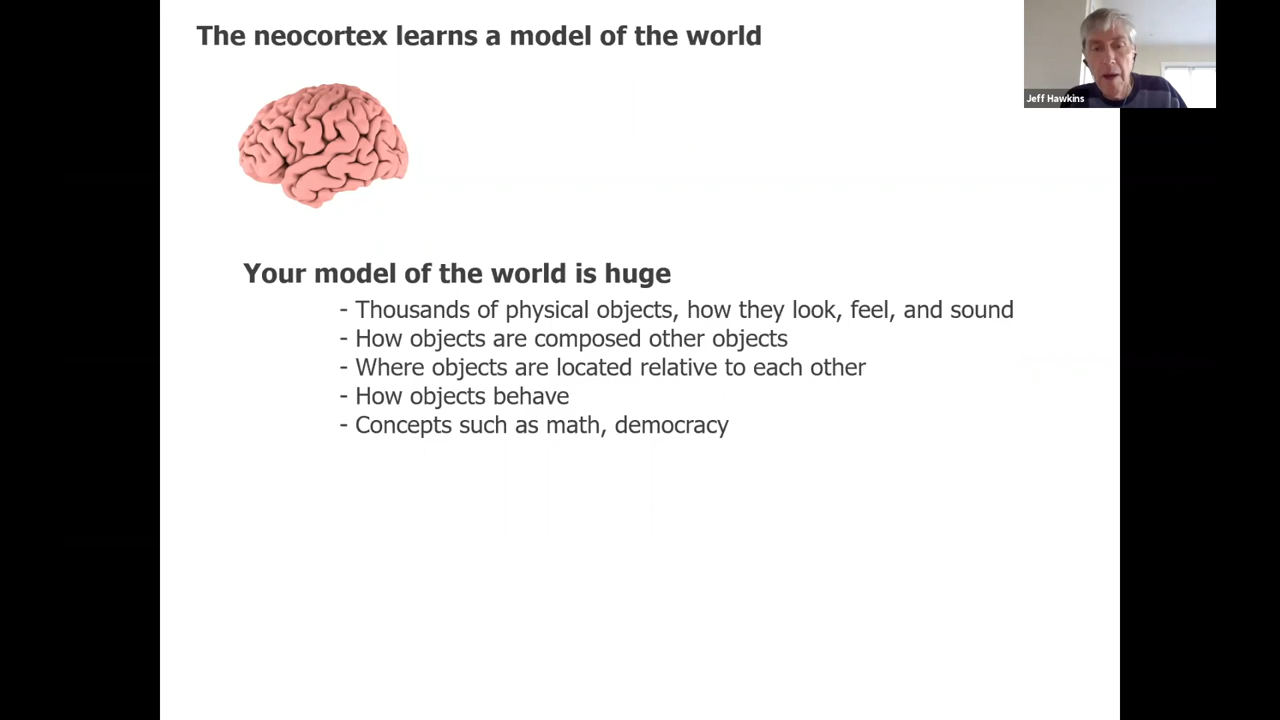 The neocortex learns a model of the world
Jeff Hawkins
Your model of the world is huge
- Thousands of physical objects, how they look, feel, and sound
- How objects are composed other objects
- Where objects are located relative to each other
- How objects behave
- Concepts such as math, democracy